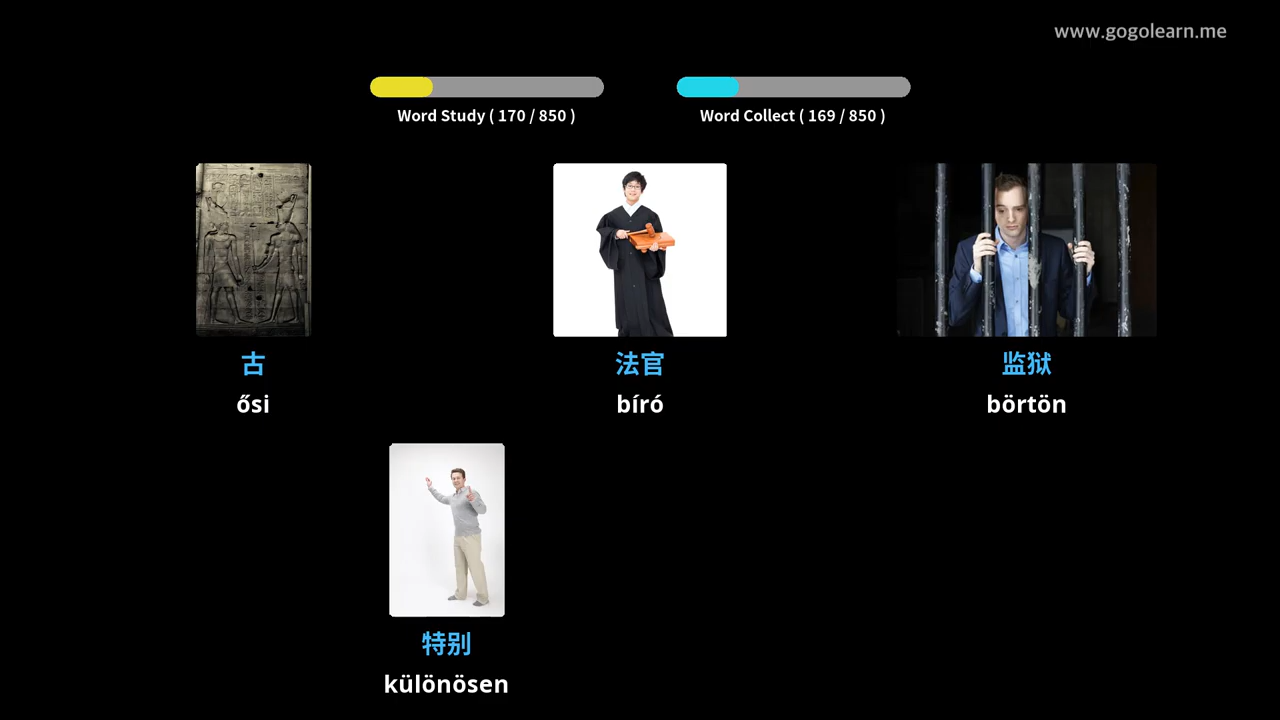 www.gogolearn.me
Word Study ( 170 / 850 )
Word Collect ( 169 / 850 )
古
ősi
法官
bíró
监狱
börtön
特别
különösen